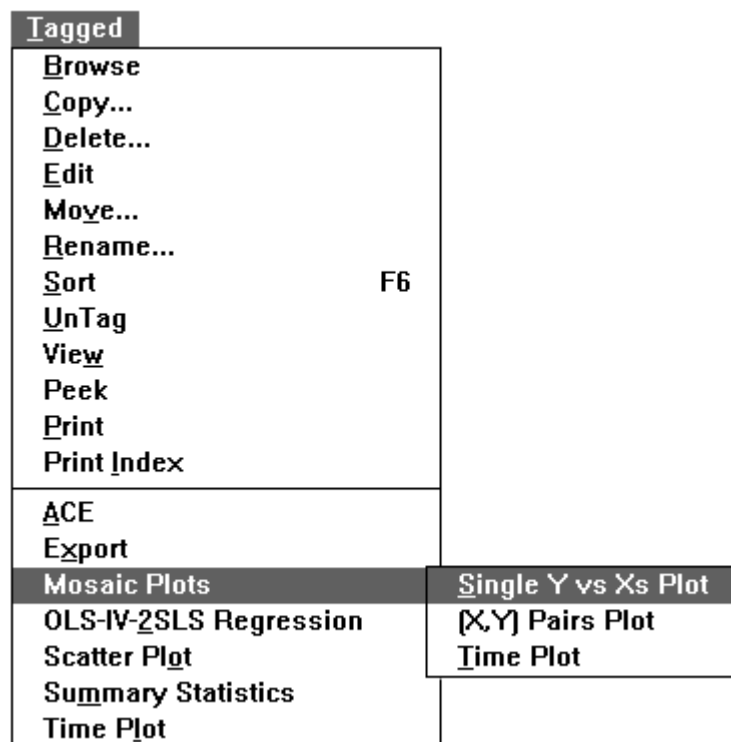 Tagged
Browse
Copy...
Delete...
Edit
Move...
Rename...
Sort F6
UnTag
View
Peek
Print
Print Index
ACE
Export
Mosaic Plots
Single Y vs Xs Plot
OLS-IV-2SLS Regression
(X,Y) Pairs Plot
Scatter Plot
Time Plot
Summary Statistics
Time Plot